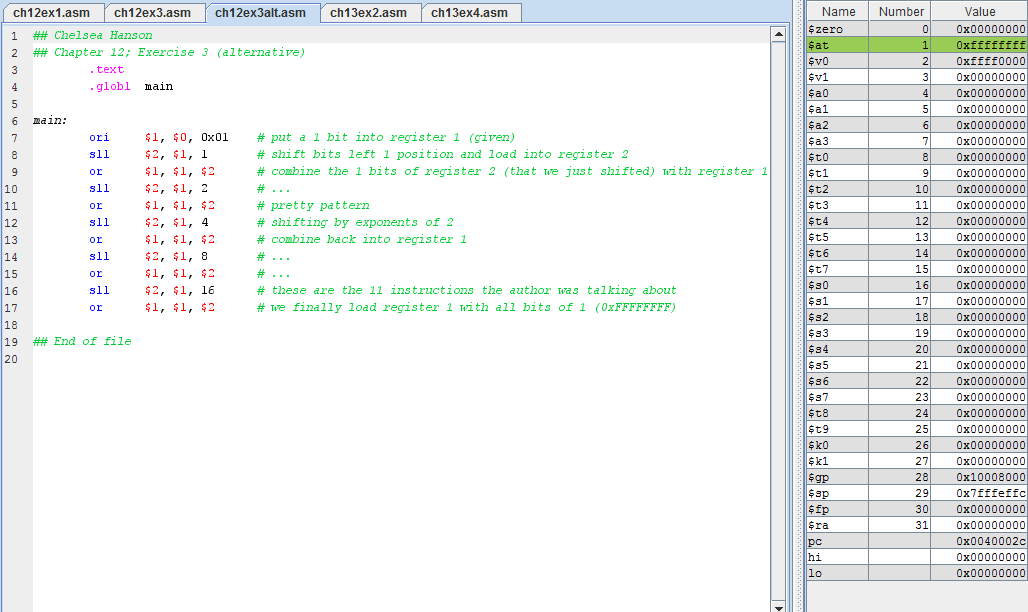 ch12ex1.asm ch12ex3.asm ch12ex3alt.asm ch13ex2.asm ch13ex4.asm
1 ## Chelsea Hanson
2 ## Chapter 12; Exercise 3 (alternative)
3 .text
4 .globl main
5
6 main:
7 ori $1, $0, 0x01 # put a 1 bit into register 1 (given)
8 sll $2, $1, 1 # shift bits left 1 position and load into register 2
9 or $1, $1, $2 # combine the 1 bits of register 2 (that we just shifted) with register 1
10 sll $2, $1, 2 # ...
11 or $1, $1, $2 # pretty pattern
12 sll $2, $1, 4 # shifting by exponents of 2
13 or $1, $1, $2 # combine back into register 1
14 sll $2, $1, 8 # ...
15 or $1, $1, $2 # ...
16 sll $2, $1, 16 # these are the 11 instructions the author was talking about
17 or $1, $1, $2 # we finally load register 1 with all bits of 1 (0xFFFFFFFF)
18
19 ## End of file
20
Name Number Value
$zero 0 0x00000000
$at 1 0xffffffff
$v0 2 0xffff0000
$v1 3 0x00000000
$a0 4 0x00000000
$a1 5 0x00000000
$a2 6 0x00000000
$a3 7 0x00000000
$t0 8 0x00000000
$t1 9 0x00000000
$t2 10 0x00000000
$t3 11 0x00000000
$t4 12 0x00000000
$t5 13 0x00000000
$t6 14 0x00000000
$t7 15 0x00000000
$s0 16 0x00000000
$s1 17 0x00000000
$s2 18 0x00000000
$s3 19 0x00000000
$s4 20 0x00000000
$s5 21 0x00000000
$s6 22 0x00000000
$s7 23 0x00000000
$t8 24 0x00000000
$t9 25 0x00000000
$k0 26 0x00000000
$k1 27 0x00000000
$gp 28 0x10008000
$sp 29 0x7fffeffc
$fp 30 0x00000000
$ra 31 0x00000000
pc 0x0040002c
hi 0x00000000
lo 0x00000000